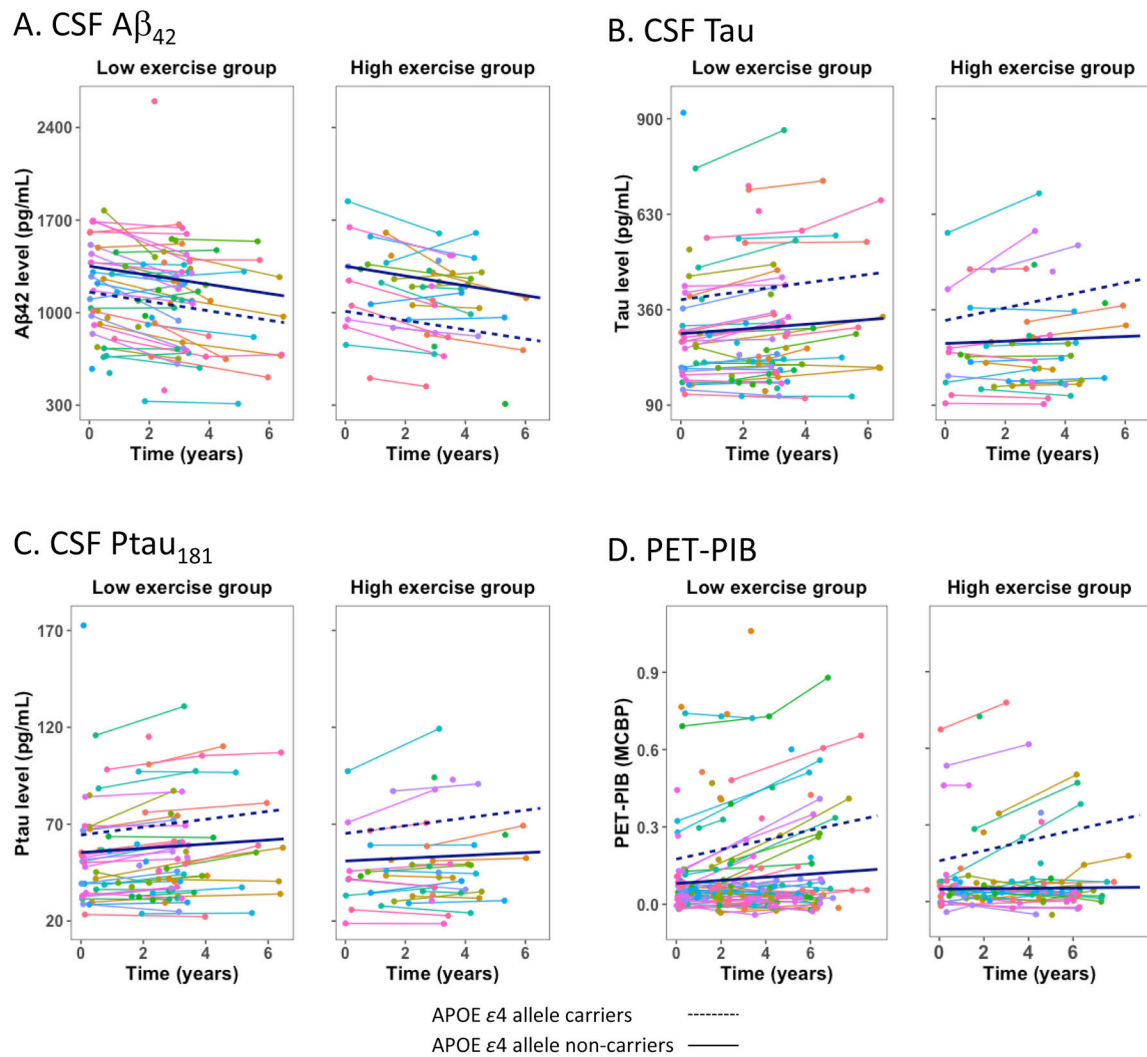 A. CSF Aβ₄₂
Low exercise group
High exercise group
Aβ42 level (pg/mL)
2400
1700
1000
300
0 2 4 6
0 2 4 6
Time (years)
Time (years)
B. CSF Tau
Low exercise group
High exercise group
Tau level (pg/mL)
900
630
360
90
0 2 4 6
0 2 4 6
Time (years)
Time (years)
C. CSF Ptau₁₈₁
Low exercise group
High exercise group
Ptau level (pg/mL)
170
120
70
20
0 2 4 6
0 2 4 6
Time (years)
Time (years)
D. PET-PIB
Low exercise group
High exercise group
PET-PIB (MCBP)
0.9
0.6
0.3
0.0
0 2 4 6
0 2 4 6
Time (years)
Time (years)
APOE ε4 allele carriers
APOE ε4 allele non-carriers